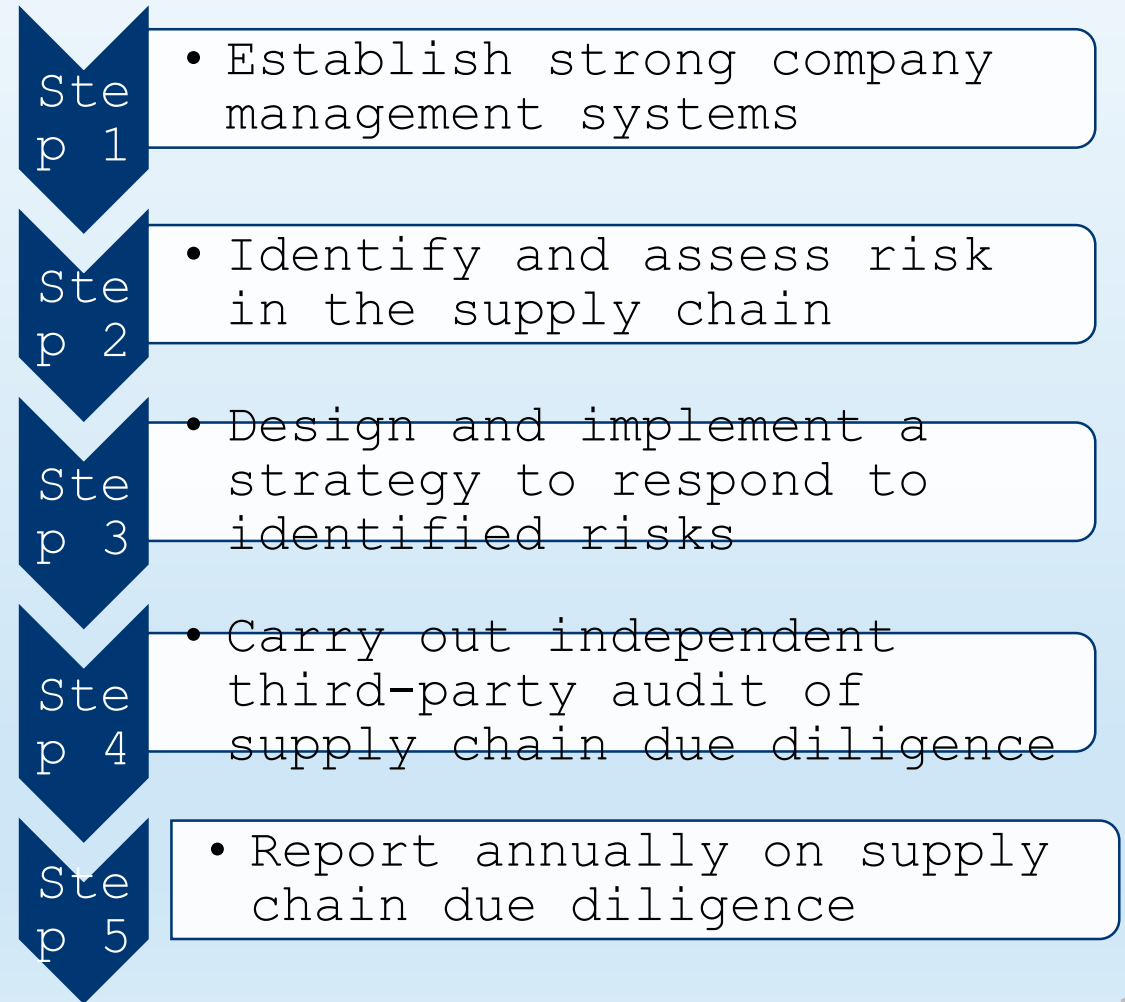 Ste
p 1
• Establish strong company
management systems
Ste
p 2
• Identify and assess risk
in the supply chain
Ste
p 3
• Design and implement a
strategy to respond to
identified risks
Ste
p 4
• Carry out independent
third-party audit of
supply chain due diligence
Ste
p 5
• Report annually on supply
chain due diligence